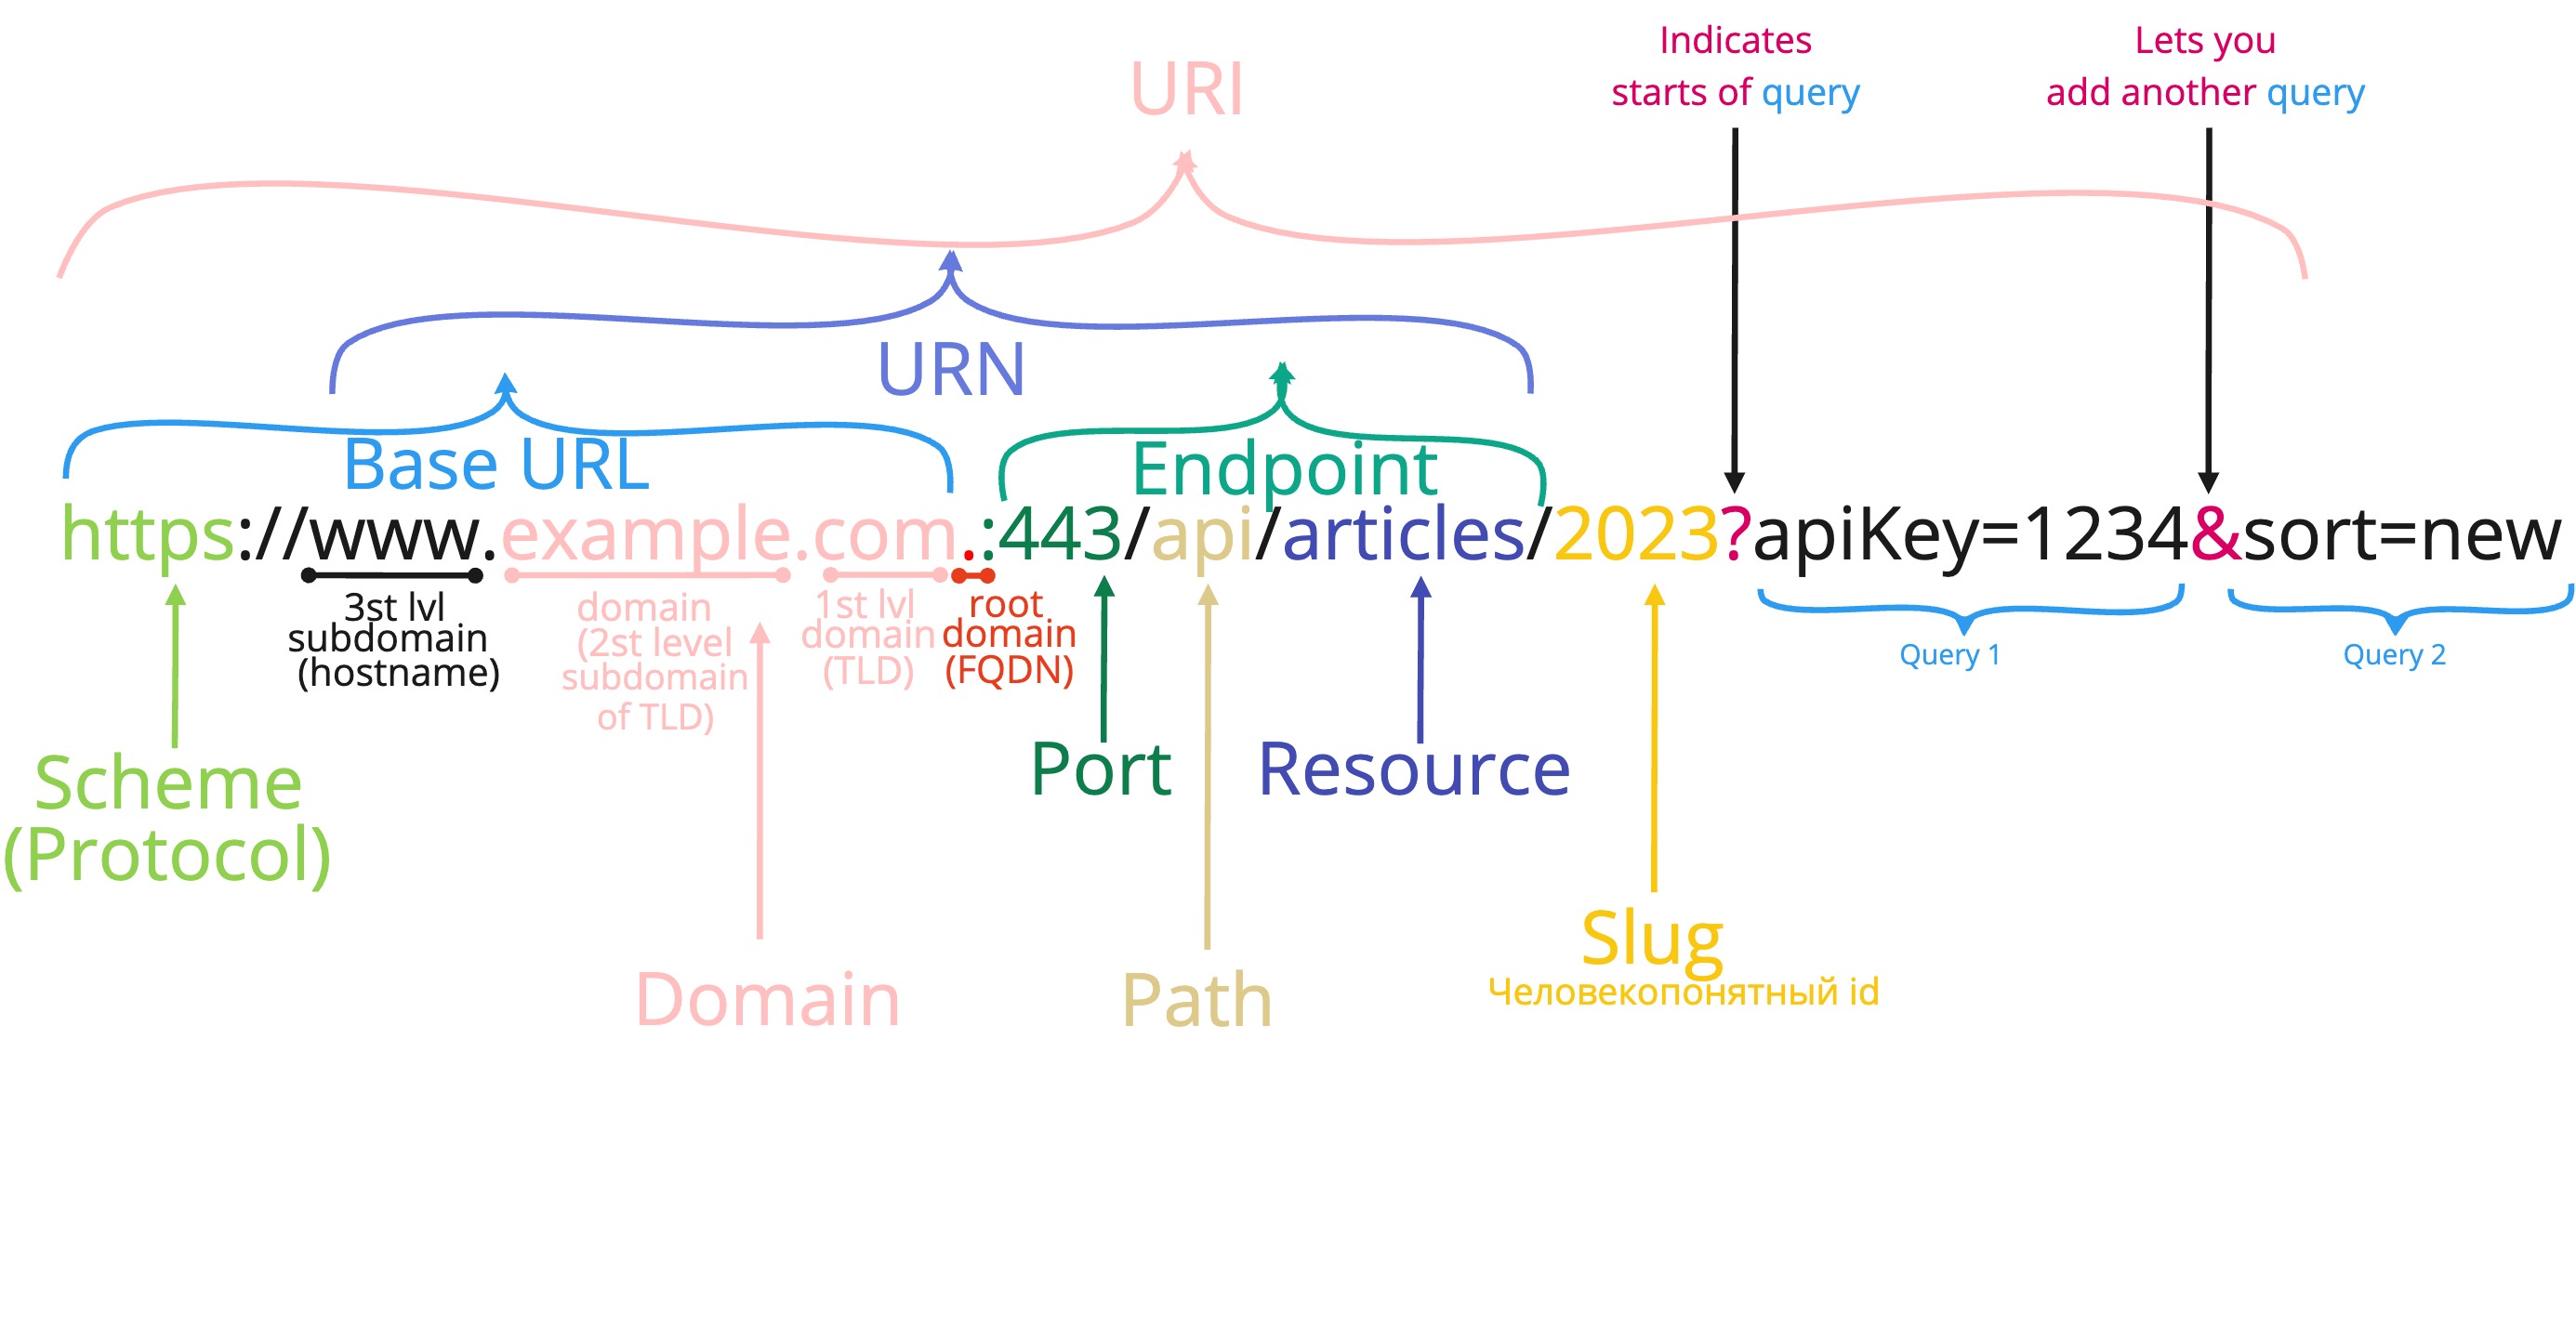 Indicates
starts of query
Lets you
add another query
URI
URN
Base URL
Endpoint
https://www.example.com.:443/api/articles/2023?apiKey=1234&sort=new
3st lvl
subdomain
(hostname)
domain
(2st level
subdomain
of TLD)
1st lvl
domain
(TLD)
root
domain
(FQDN)
Query 1
Query 2
Scheme
(Protocol)
Port
Resource
Domain
Path
Slug
Человекопонятный id